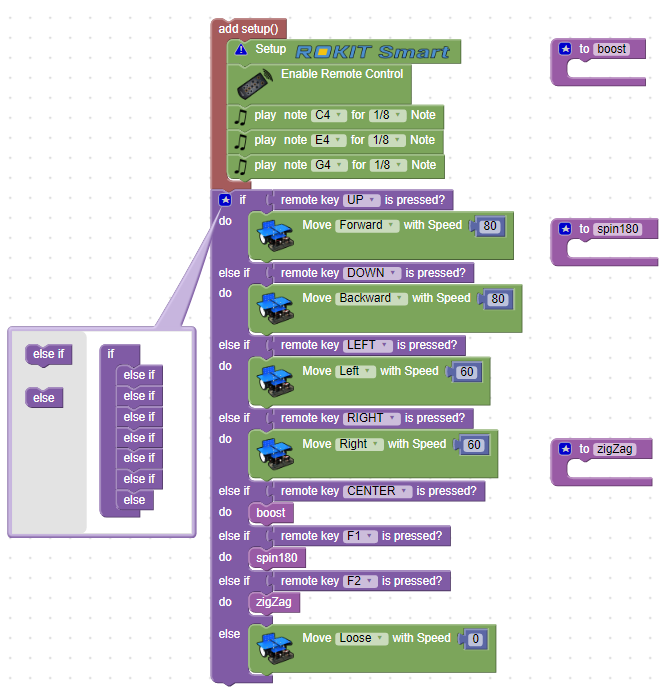 add setup()
Setup ROKIT Smart
Enable Remote Control
play note C4 for 1/8 Note
play note E4 for 1/8 Note
play note G4 for 1/8 Note
if remote key UP is pressed?
do Move Forward with Speed 80
else if remote key DOWN is pressed?
do Move Backward with Speed 80
else if remote key LEFT is pressed?
do Move Left with Speed 60
else if remote key RIGHT is pressed?
do Move Right with Speed 60
else if remote key CENTER is pressed?
do boost
else if remote key F1 is pressed?
do spin180
else if remote key F2 is pressed?
do zigZag
else Move Loose with Speed 0
else if
else
if
else if
else if
else if
else if
else if
else if
else
to boost
to spin180
to zigZag